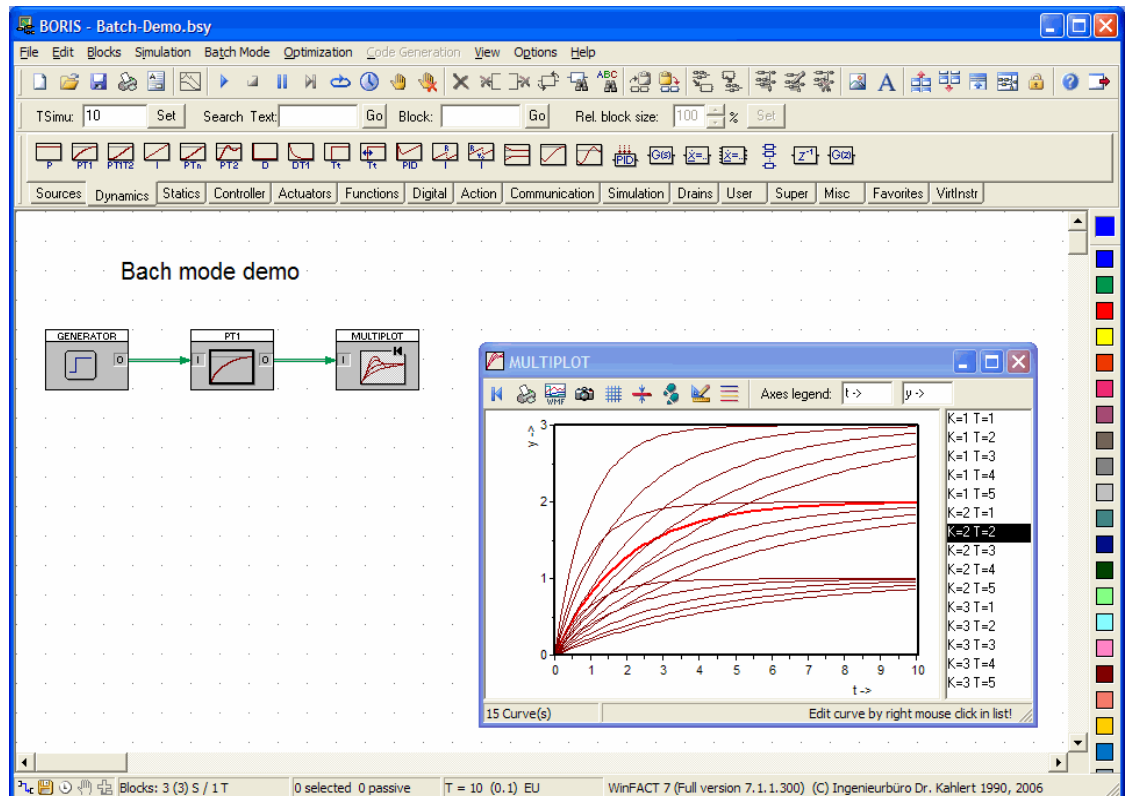 BORIS - Batch-Demo.bsy
File Edit Blocks Simulation Batch Mode Optimization Code Generation View Options Help
ABC
A
TSimu: 10 Set Search Text: Go Block: Go Rel. block size: 100 % Set
P PT1 PT1T2 I PTn PT2 D DT1 Tt Tt PID PID G(s) z⁻¹ G(z)
Sources Dynamics Statics Controller Actuators Functions Digital Action Communication Simulation Drains User Super Misc Favorites VirtInstr
Bach mode demo
GENERATOR PT1 MULTIPLOT
O I O I
MULTIPLOT
WMF Axes legend: t -> y ->
y ->
3
2
1
0
0 1 2 3 4 5 6 7 8 9 10
t ->
K=1 T=1
K=1 T=2
K=1 T=3
K=1 T=4
K=1 T=5
K=2 T=1
K=2 T=2
K=2 T=3
K=2 T=4
K=2 T=5
K=3 T=1
K=3 T=2
K=3 T=3
K=3 T=4
K=3 T=5
15 Curve(s) Edit curve by right mouse click in list!
Blocks: 3 (3) S / 1 T 0 selected 0 passive T = 10 (0.1) EU WinFACT 7 (Full version 7.1.1.300) (C) Ingenieurbüro Dr. Kahlert 1990, 2006